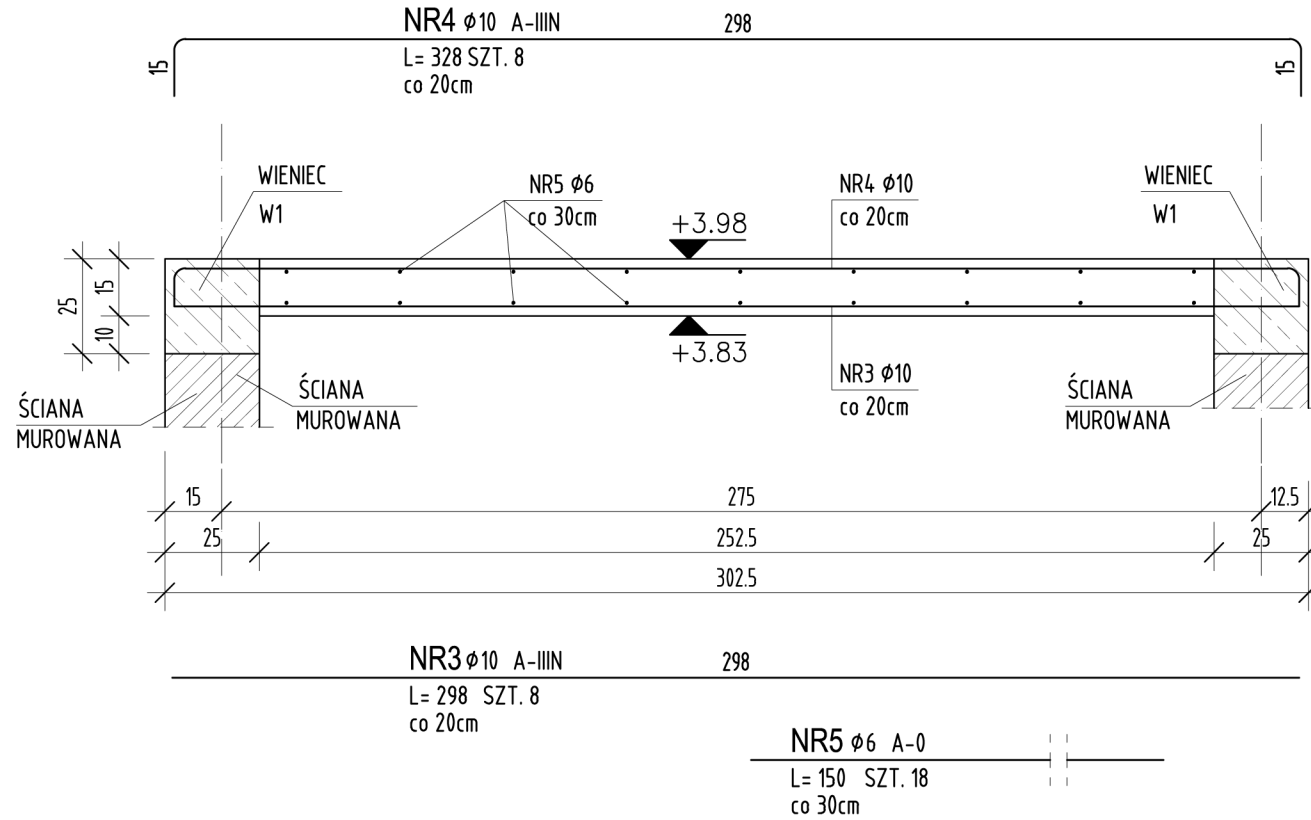 NR4 ϕ10 A-IIIN 298
L= 328 SZT. 8
co 20cm
15
15
WIENIEC
W1
NR5 ϕ6
co 30cm
NR4 ϕ10
co 20cm
WIENIEC
W1
+3.98
25
15
10
+3.83
NR3 ϕ10
co 20cm
ŚCIANA
MUROWANA
ŚCIANA
MUROWANA
ŚCIANA
MUROWANA
15 275 12.5
25 252.5 25
302.5
NR3 ϕ10 A-IIIN 298
L= 298 SZT. 8
co 20cm
NR5 ϕ6 A-0
L= 150 SZT. 18
co 30cm